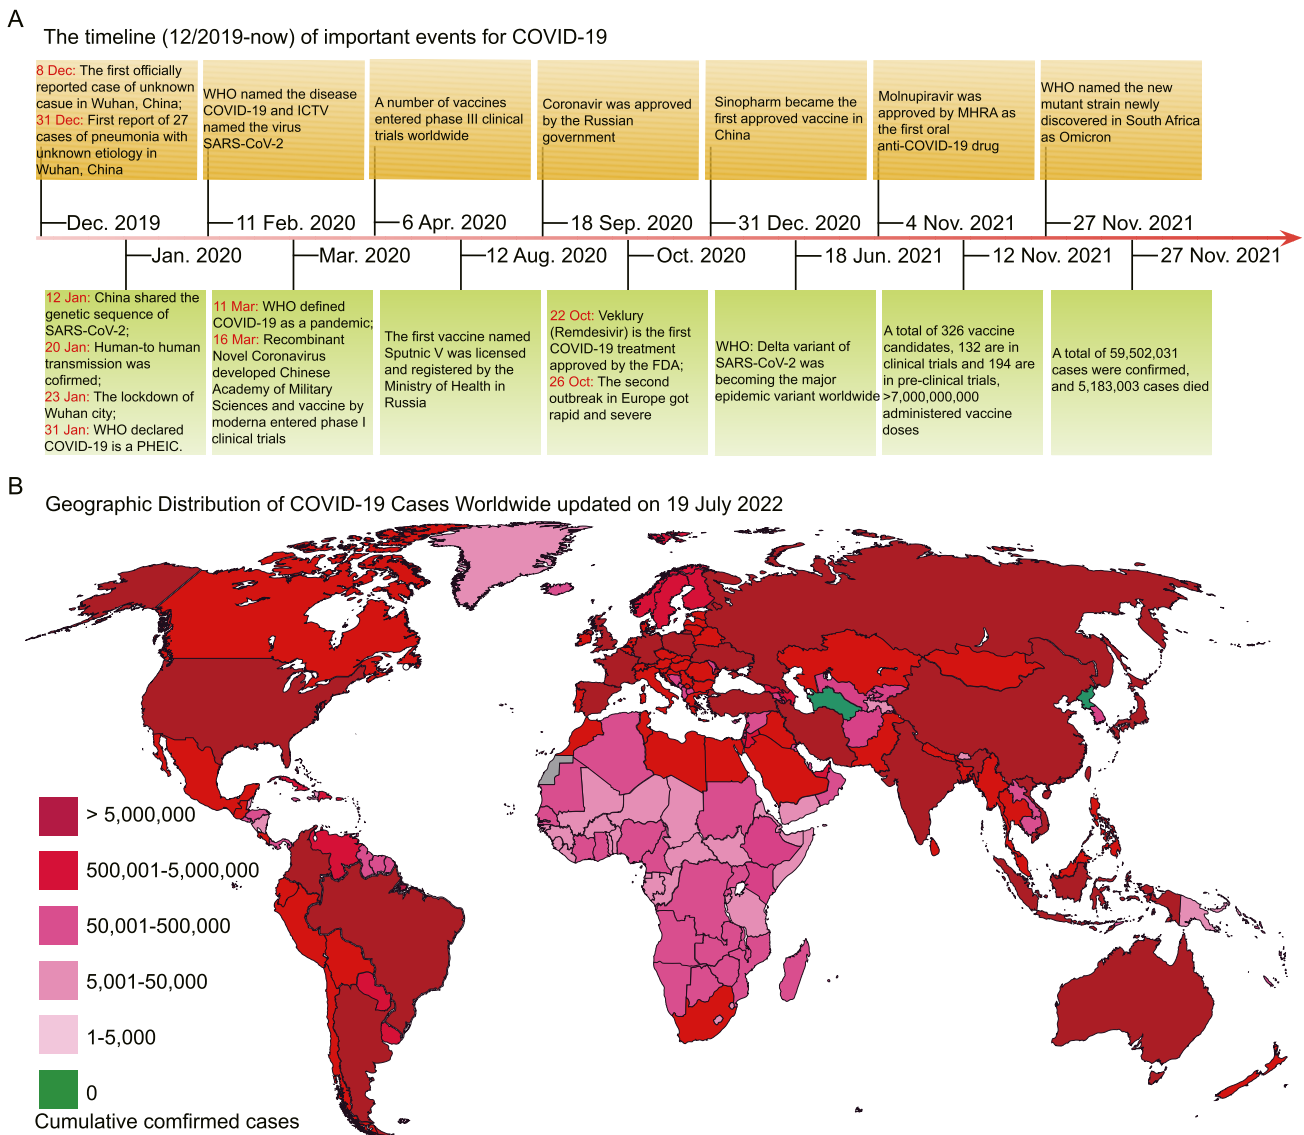 A
The timeline (12/2019-now) of important events for COVID-19
8 Dec: The first officially
reported case of unknown
casue in Wuhan, China;
31 Dec: First report of 27
cases of pneumonia with
unknown etiology in
Wuhan, China
WHO named the disease
COVID-19 and ICTV
named the virus
SARS-CoV-2
A number of vaccines
entered phase III clinical
trials worldwide
Coronavir was approved
by the Russian
government
Sinopharm became the
first approved vaccine in
China
Molnupiravir was
approved by MHRA as
the first oral
anti-COVID-19 drug
WHO named the new
mutant strain newly
discovered in South Africa
as Omicron
Dec. 2019
11 Feb. 2020
6 Apr. 2020
18 Sep. 2020
31 Dec. 2020
4 Nov. 2021
27 Nov. 2021
Jan. 2020
Mar. 2020
12 Aug. 2020
Oct. 2020
18 Jun. 2021
12 Nov. 2021
27 Nov. 2021
12 Jan: China shared the
genetic sequence of
SARS-CoV-2;
20 Jan: Human-to human
transmission was
cofirmed;
23 Jan: The lockdown of
Wuhan city;
31 Jan: WHO declared
COVID-19 is a PHEIC.
11 Mar: WHO defined
COVID-19 as a pandemic;
16 Mar: Recombinant
Novel Coronavirus
developed Chinese
Academy of Military
Sciences and vaccine by
moderna entered phase I
clinical trials
The first vaccine named
Sputnic V was licensed
and registered by the
Ministry of Health in
Russia
22 Oct: Veklury
(Remdesivir) is the first
COVID-19 treatment
approved by the FDA;
26 Oct: The second
outbreak in Europe got
rapid and severe
WHO: Delta variant of
SARS-CoV-2 was
becoming the major
epidemic variant worldwide
A total of 326 vaccine
candidates, 132 are in
clinical trials and 194 are
in pre-clinical trials,
>7,000,000,000
administered vaccine
doses
A total of 59,502,031
cases were confirmed,
and 5,183,003 cases died
B
Geographic Distribution of COVID-19 Cases Worldwide updated on 19 July 2022
> 5,000,000
500,001-5,000,000
50,001-500,000
5,001-50,000
1-5,000
0
Cumulative comfirmed cases